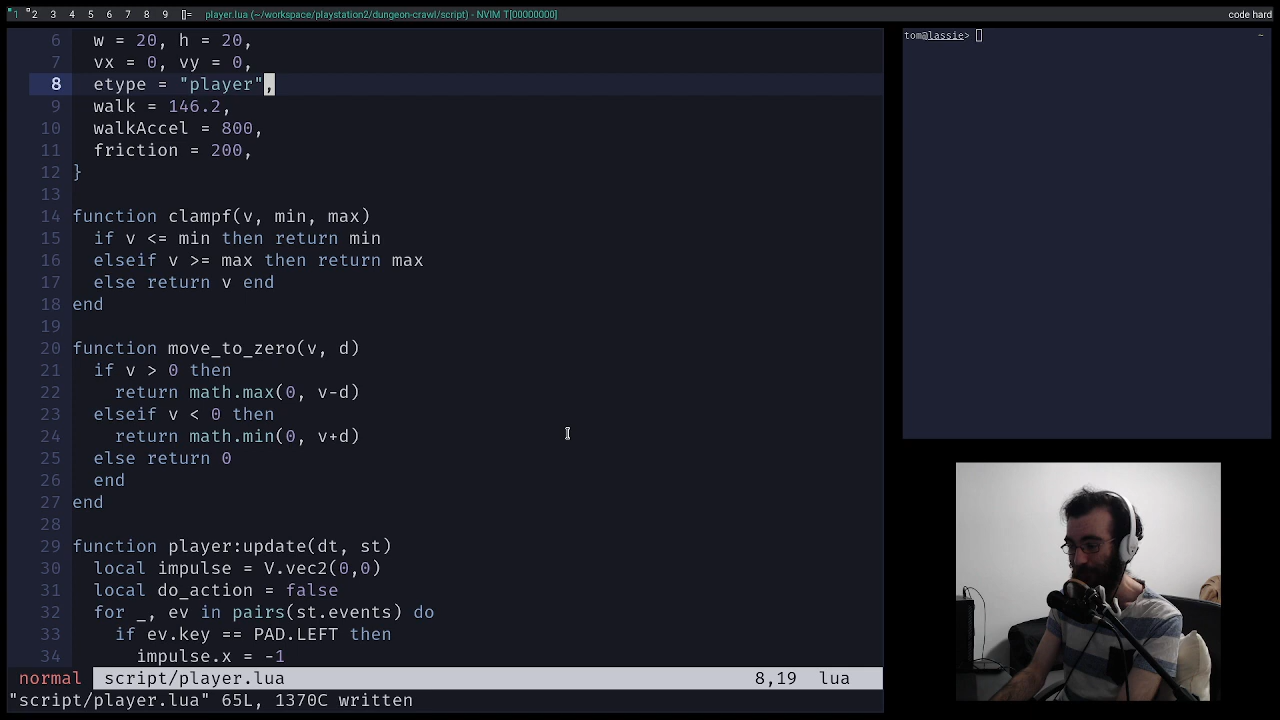 1 2 3 4 5 6 7 8 9 []= player.lua (~/workspace/playstation2/dungeon-crawl/script) - NVIM T[00000000] code hard
6 w = 20, h = 20,
7 vx = 0, vy = 0,
8 etype = "player",
9 walk = 146.2,
10 walkAccel = 800,
11 friction = 200,
12 }
13
14 function clampf(v, min, max)
15 if v <= min then return min
16 elseif v >= max then return max
17 else return v end
18 end
19
20 function move_to_zero(v, d)
21 if v > 0 then
22 return math.max(0, v-d)
23 elseif v < 0 then
24 return math.min(0, v+d)
25 else return 0
26 end
27 end
28
29 function player:update(dt, st)
30 local impulse = V.vec2(0,0)
31 local do_action = false
32 for _, ev in pairs(st.events) do
33 if ev.key == PAD.LEFT then
34 impulse.x = -1
normal script/player.lua 8,19 lua
"script/player.lua" 65L, 1370C written
tom@lassie> ~